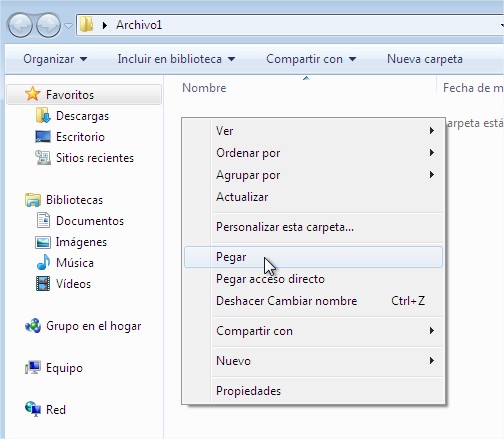 Archivo1
Organizar Incluir en biblioteca Compartir con Nueva carpeta
Favoritos
Descargas
Escritorio
Sitios recientes
Bibliotecas
Documentos
Imágenes
Música
Vídeos
Grupo en el hogar
Equipo
Red
Nombre Fecha de m
arpeta está
Ver
Ordenar por
Agrupar por
Actualizar
Personalizar esta carpeta...
Pegar
Pegar acceso directo
Deshacer Cambiar nombre Ctrl+Z
Compartir con
Nuevo
Propiedades